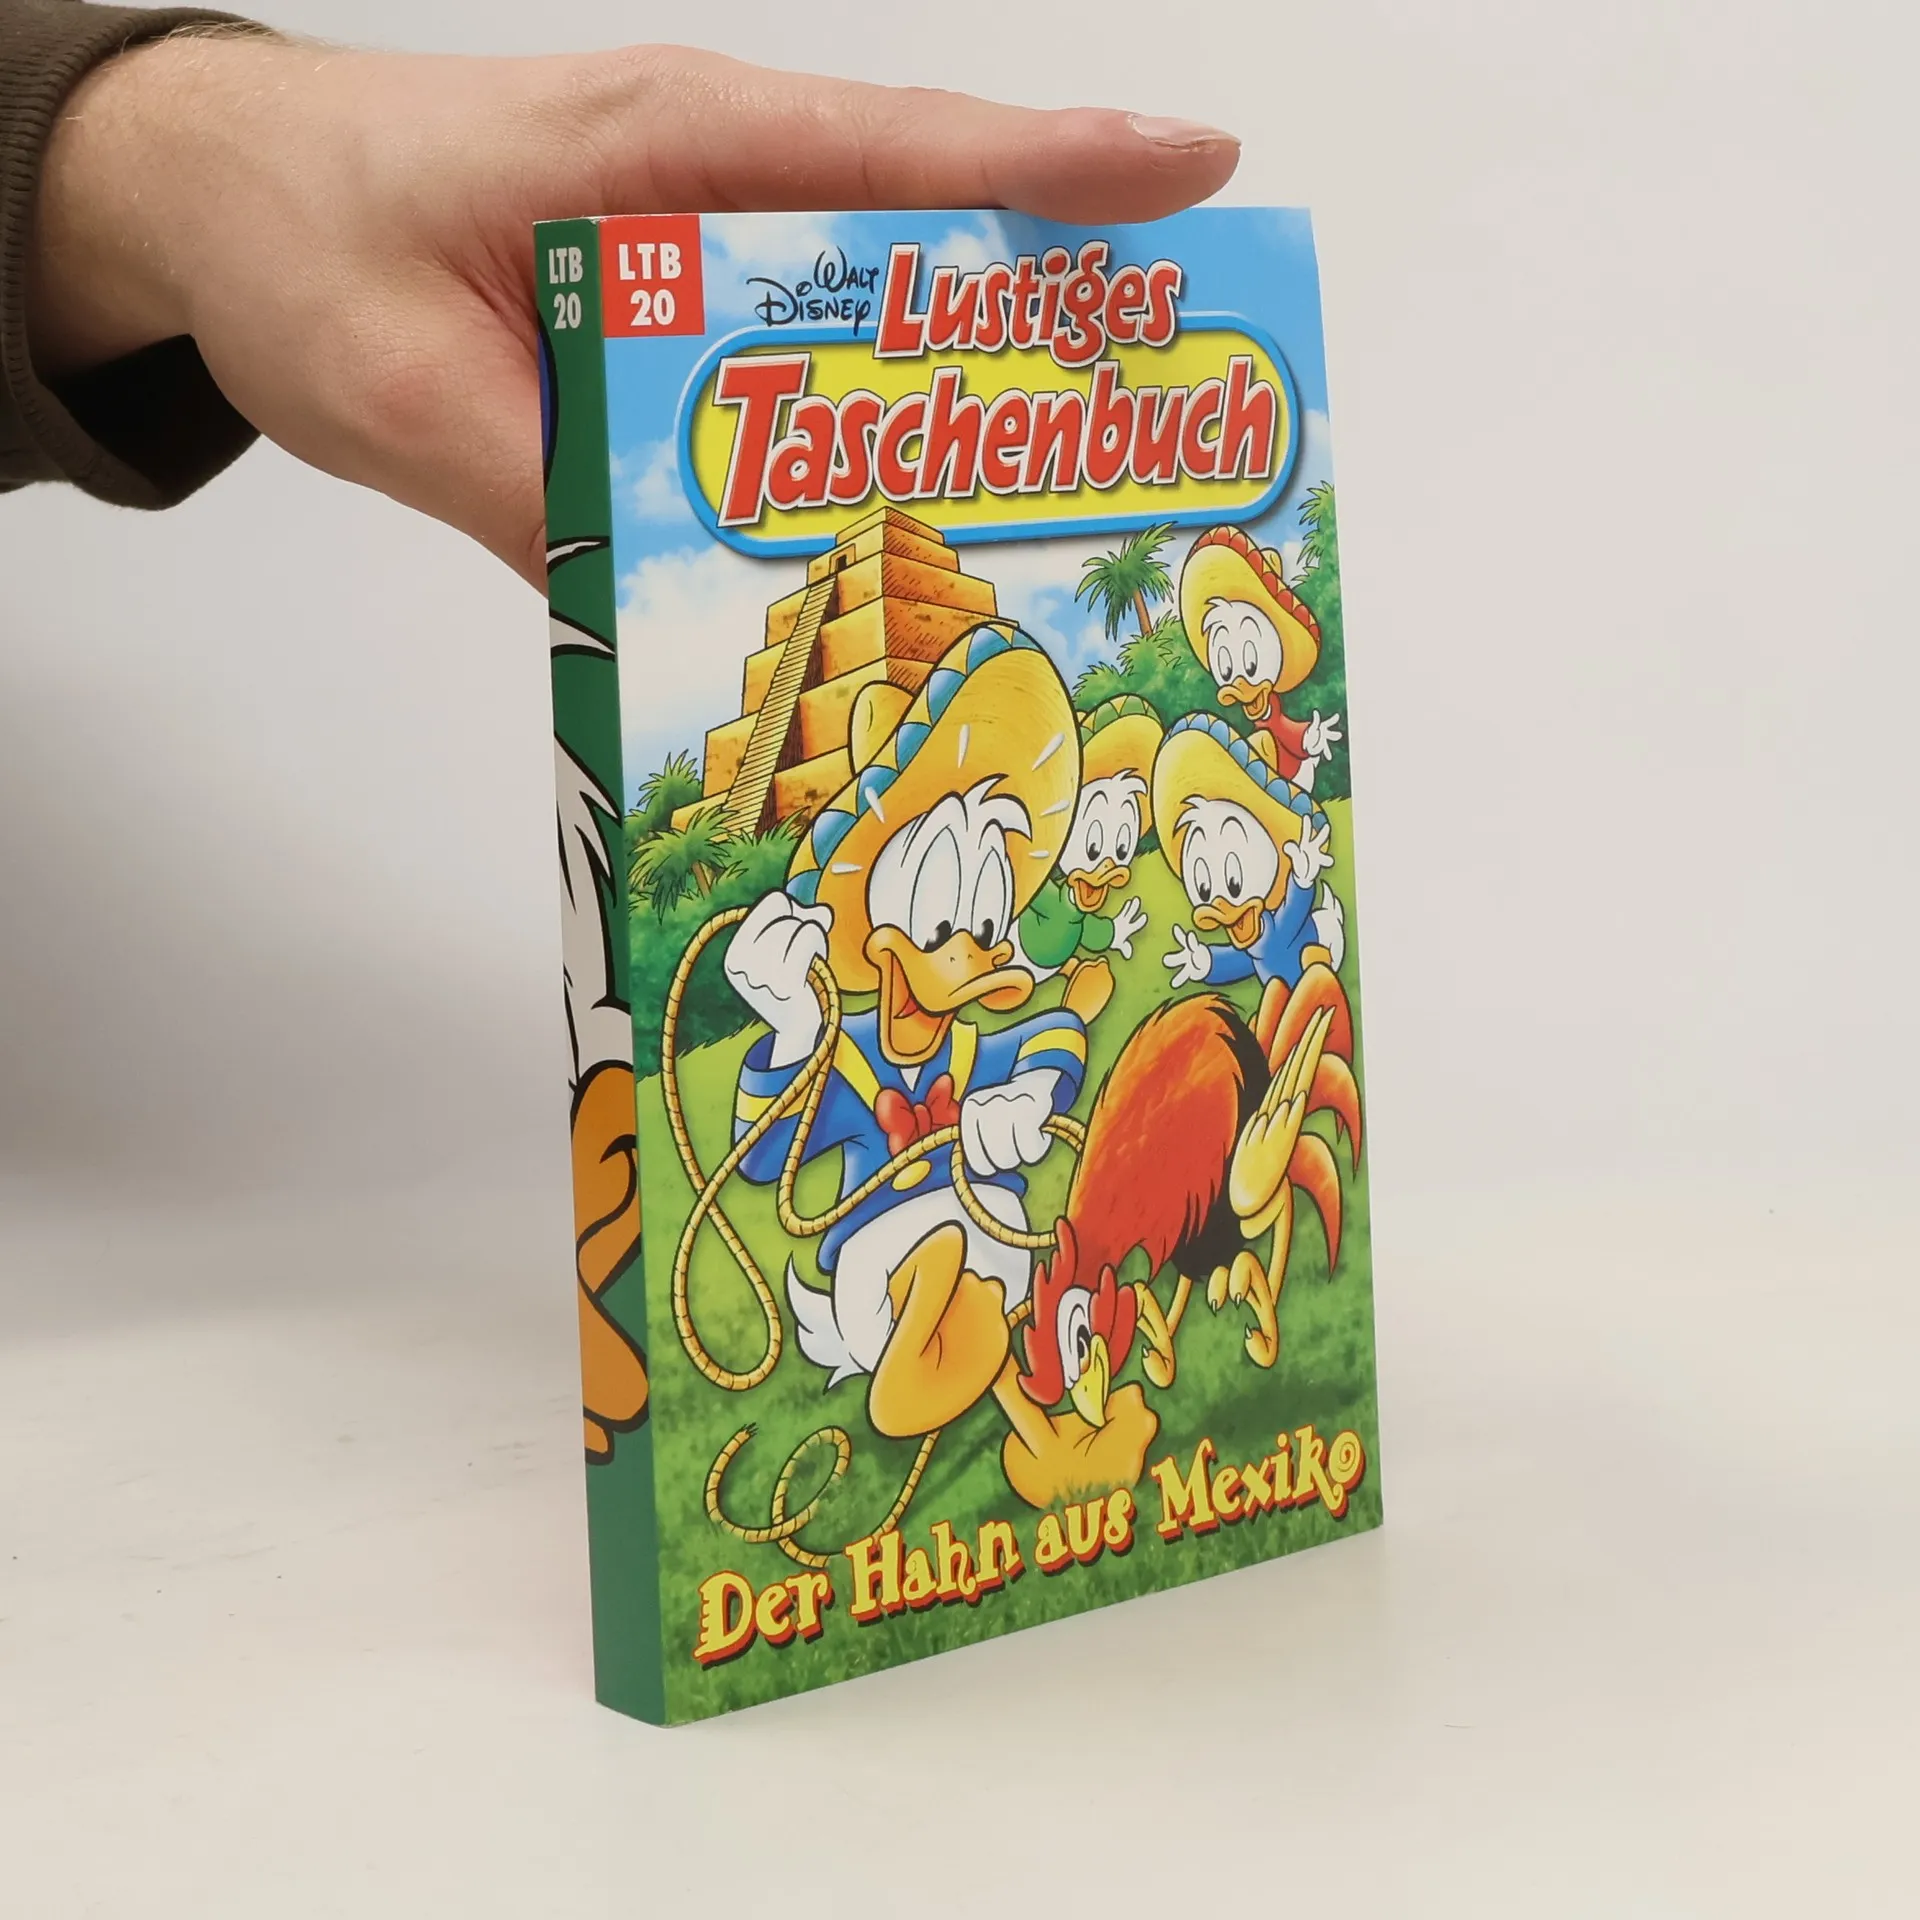 LTB
20
LTB
20
Walt
Disney
Lustiges
Taschenbuch
Der Hahn aus Mexiko